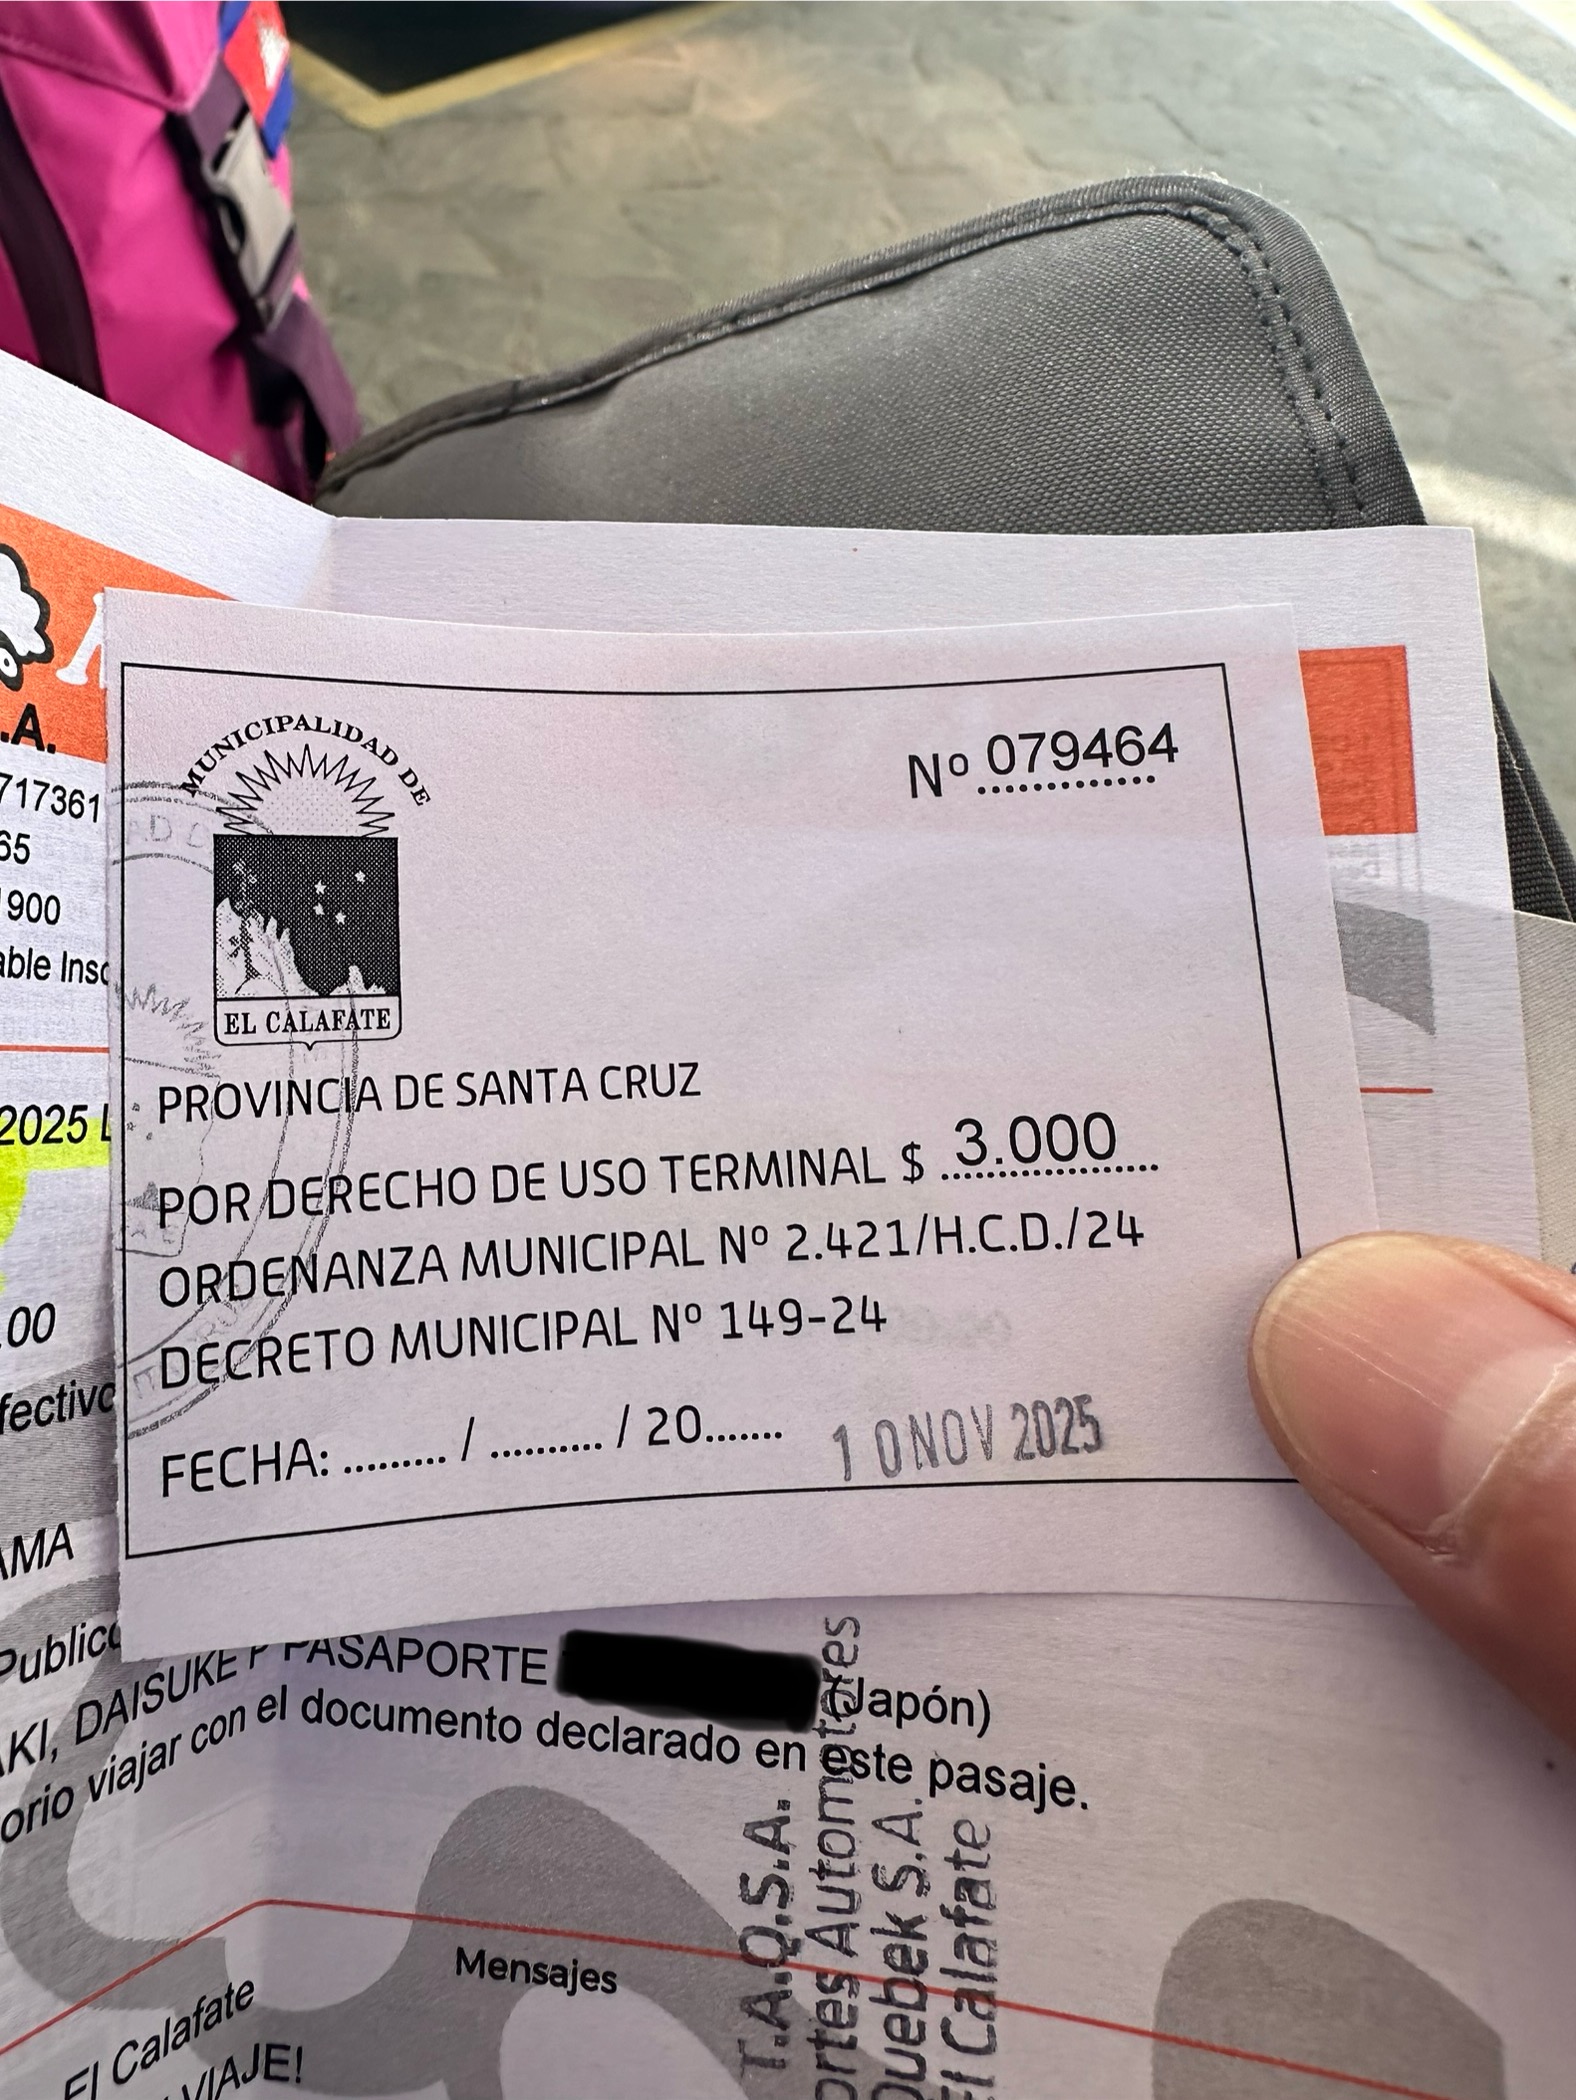 MUNICIPALIDAD DE
EL CALAFATE
Nº 079464
PROVINCIA DE SANTA CRUZ
POR DERECHO DE USO TERMINAL $ 3.000
ORDENANZA MUNICIPAL Nº 2.421/H.C.D./24
DECRETO MUNICIPAL Nº 149-24
FECHA: ......... / .......... / 20.......
10 NOV 2025
.A.
717361
65
1900
able Insc
2025 L
.00
fectivo
AMA
Publico
AKI, DAISUKE P PASAPORTE (Japón)
orio viajar con el documento declarado en este pasaje.
Mensajes
El Calafate
VIAJE!
T.A.Q.S.A.
ortes Automotores
Quebek S.A.
El Calafate